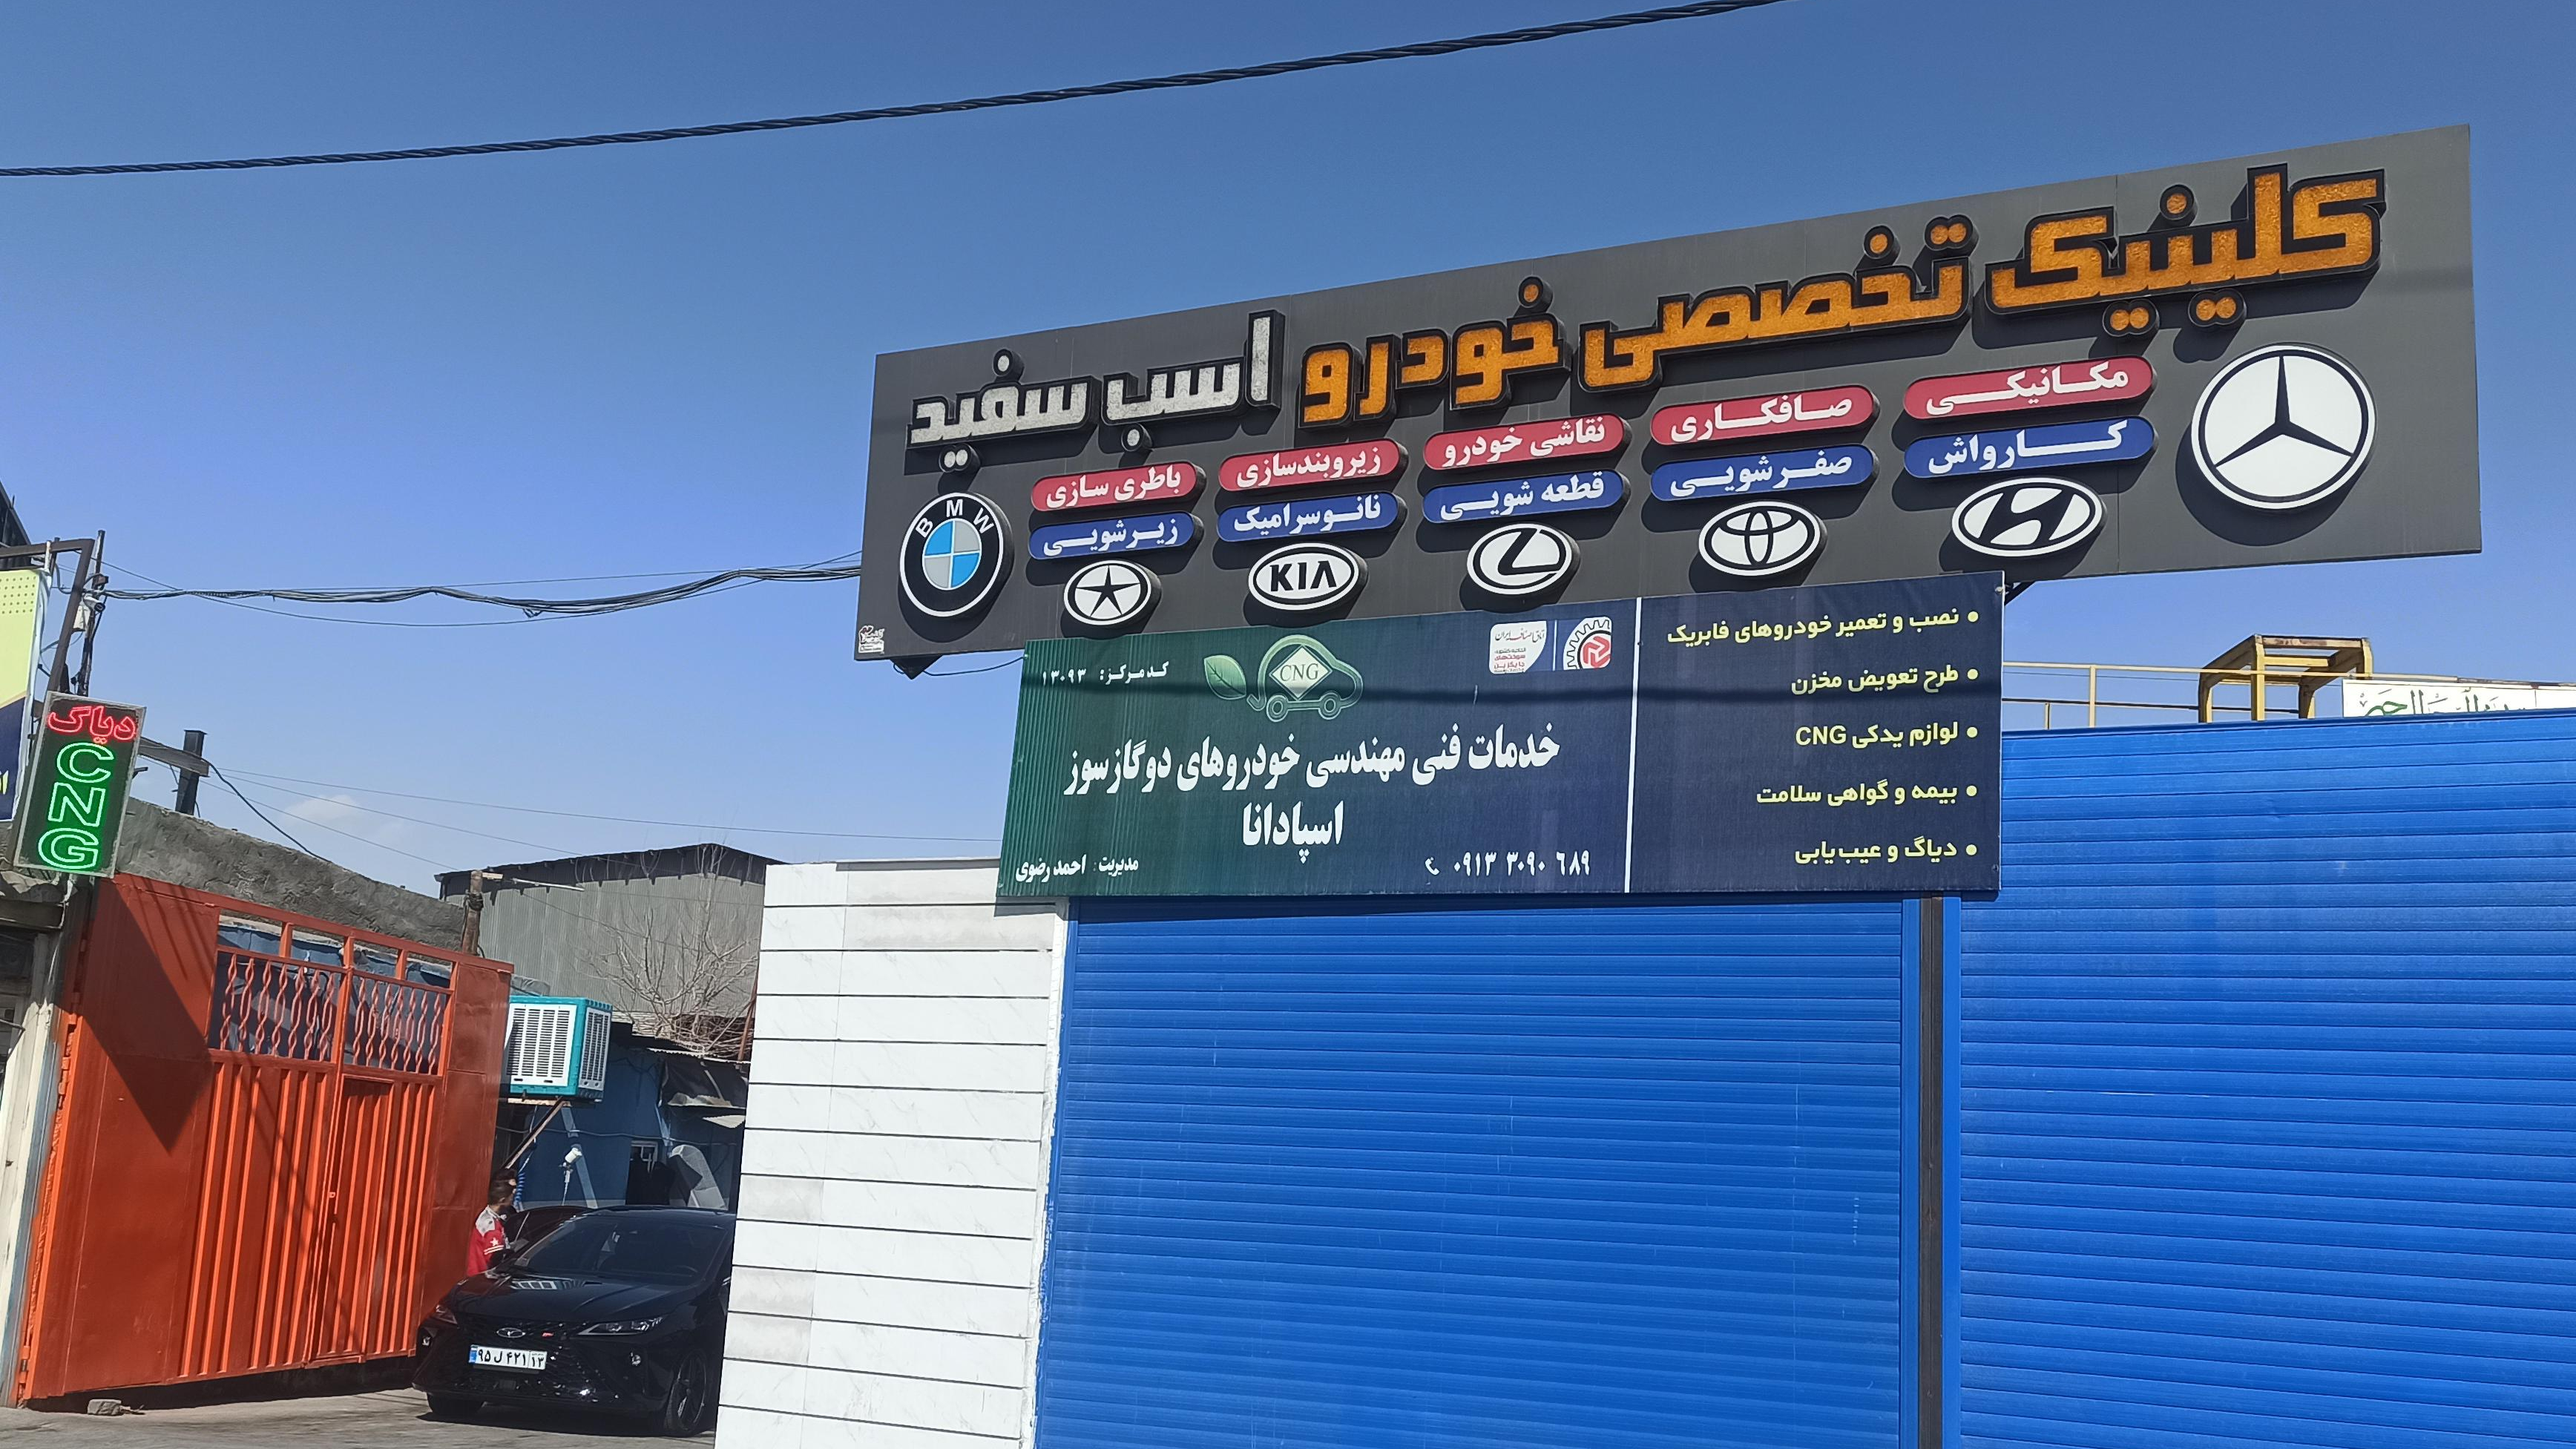 کلینیک تخصصی خودرو اسب سفید
مکانیکی
صافکاری
نقاشی خودرو
زیروبندسازی
باطری سازی
کارواش
صفرشویی
قطعه شویی
نانوسرامیک
زیرشویی
BMW
KIA
کد مرکز: ۱۳۰۹۳
CNG
اتاق اصناف ایران
خدمات فنی مهندسی خودروهای دوگازسوز
اسپادانا
مدیریت: احمد رضوی
۰۹۱۳ ۳۰۹۰ ۶۸۹
• نصب و تعمیر خودروهای فابریک
• طرح تعویض مخزن
• لوازم یدکی CNG
• بیمه و گواهی سلامت
• دیاگ و عیب‌یابی
دیاگ
CNG
۹۵ ل ۴۲۱ ۱۳